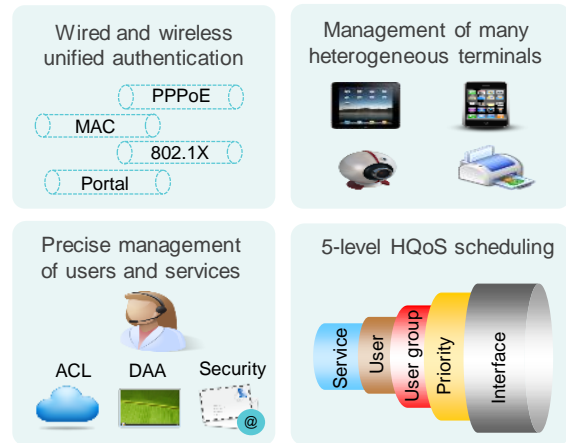 Wired and wireless
unified authentication
PPPoE
MAC
802.1X
Portal
Management of many
heterogeneous terminals
Precise management
of users and services
ACL
DAA
Security
@
5-level HQoS scheduling
Service
User
User group
Priority
Interface